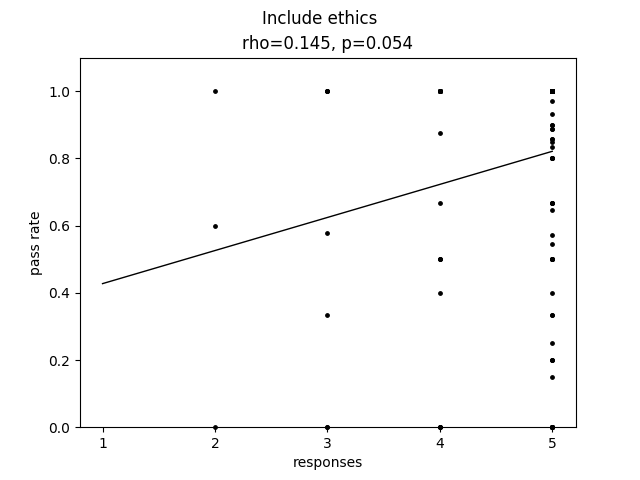 Include ethics
rho=0.145, p=0.054
1.0
0.8
0.6
0.4
0.2
0.0
pass rate
1 2 3 4 5
responses